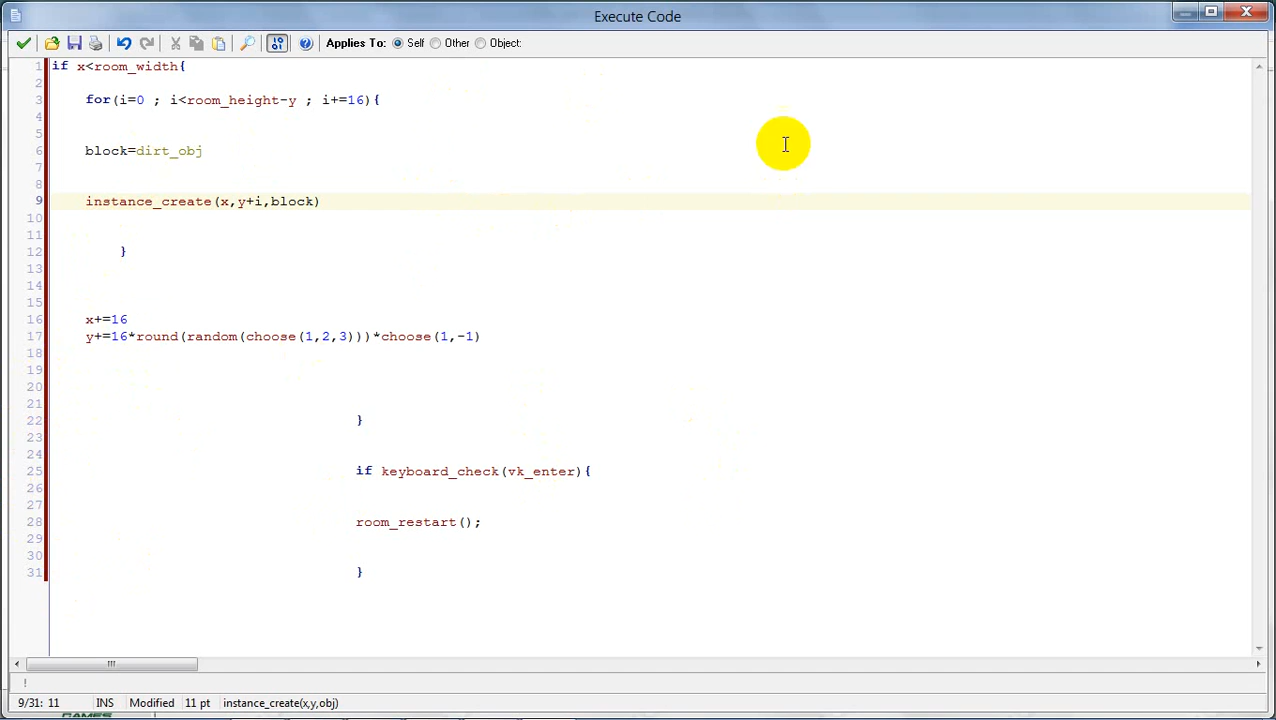 Execute Code
Applies To: Self Other Object:
1 if x<room_width{
2
3 for(i=0 ; i<room_height-y ; i+=16){
4
5
6 block=dirt_obj
7
8
9 instance_create(x,y+i,block)
10
11
12 }
13
14
15
16 x+=16
17 y+=16*round(random(choose(1,2,3)))*choose(1,-1)
18
19
20
21
22 }
23
24
25 if keyboard_check(vk_enter){
26
27
28 room_restart();
29
30
31 }
!
9/31: 11 INS Modified 11 pt instance_create(x,y,obj)
GAMES